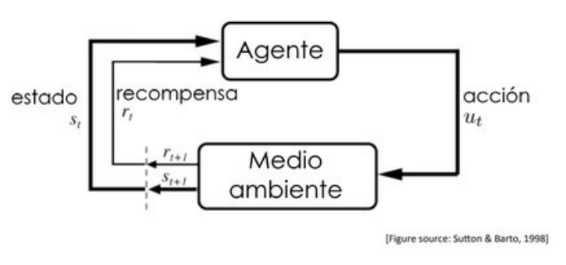 Agente
estado
s_t
recompensa
r_t
acción
u_t
r_{t+1}
s_{t+1}
Medio
ambiente
[Figure source: Sutton & Barto, 1998]